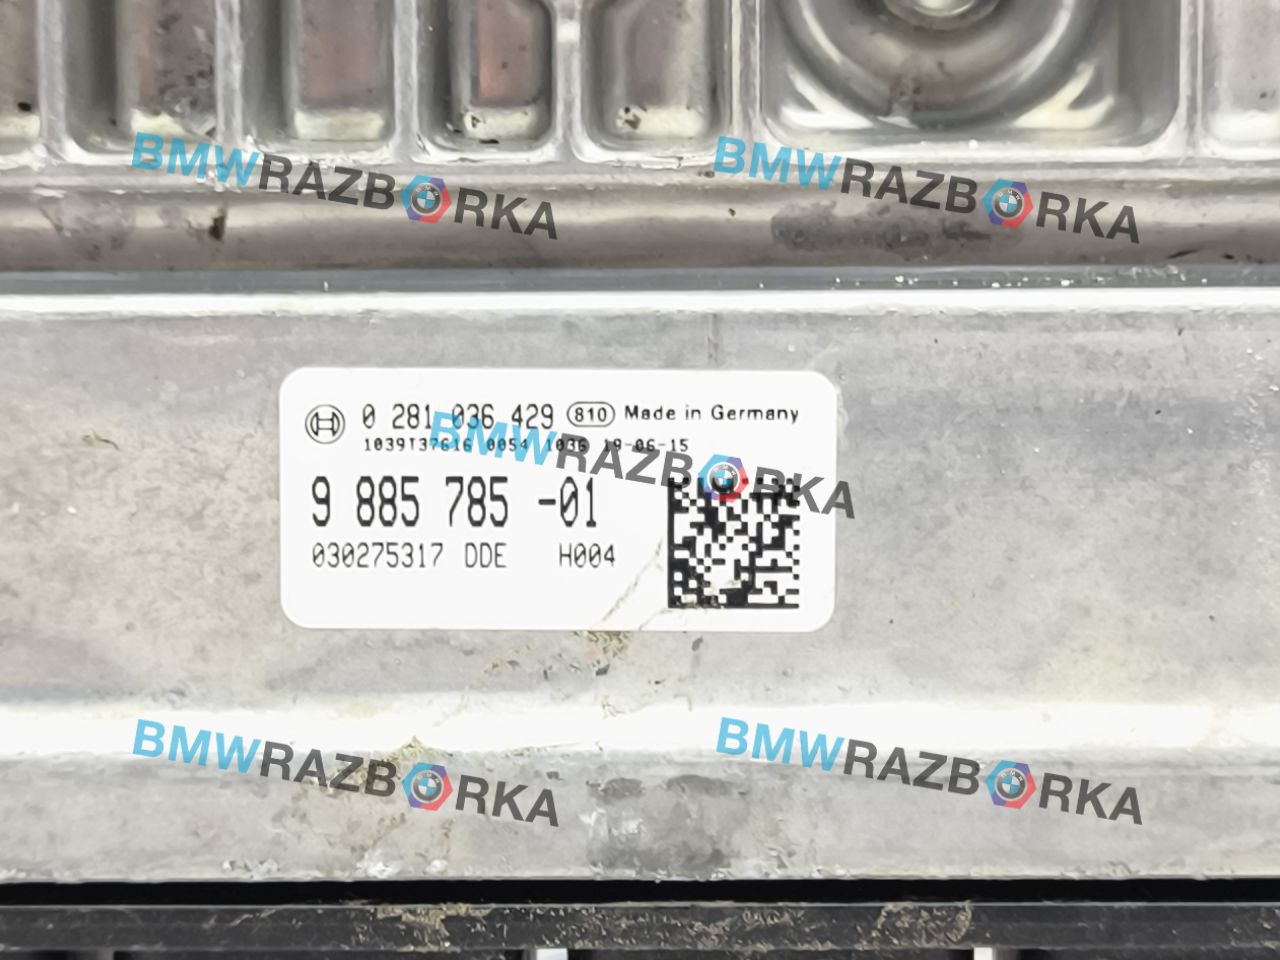 BMWRAZBORKA
BMWRAZBORKA
0 281 036 429 810 Made in Germany
1039T37616 0054 1036 19-06-15
BMWRAZBORKA
9 885 785 -01
030275317 DDE H004
BMWRAZBORKA
BMWRAZBORKA